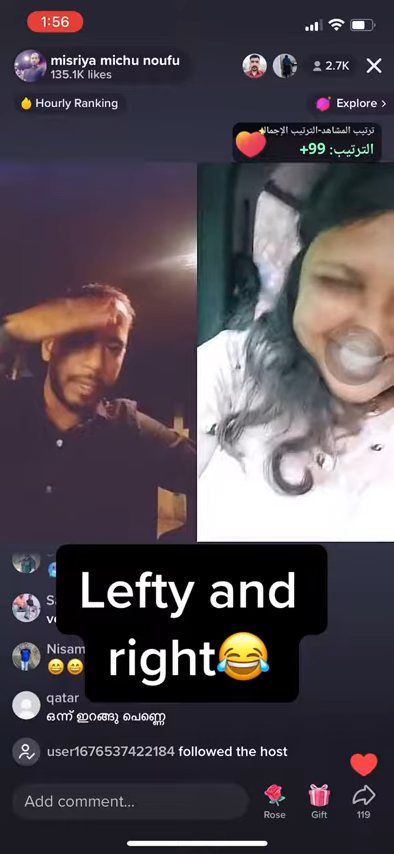 1:56
misriya michu noufu
135.1K likes
2.7K
Hourly Ranking
Explore >
ترتيب المشاهد-الترتيب الإجمالي
الترتيب: 99+
Lefty and
right😂
Nisam
😄😄
qatar
ഒന്ന് ഇറങ്ങു പെണ്ണെ
user1676537422184 followed the host
Add comment...
Rose
Gift
119